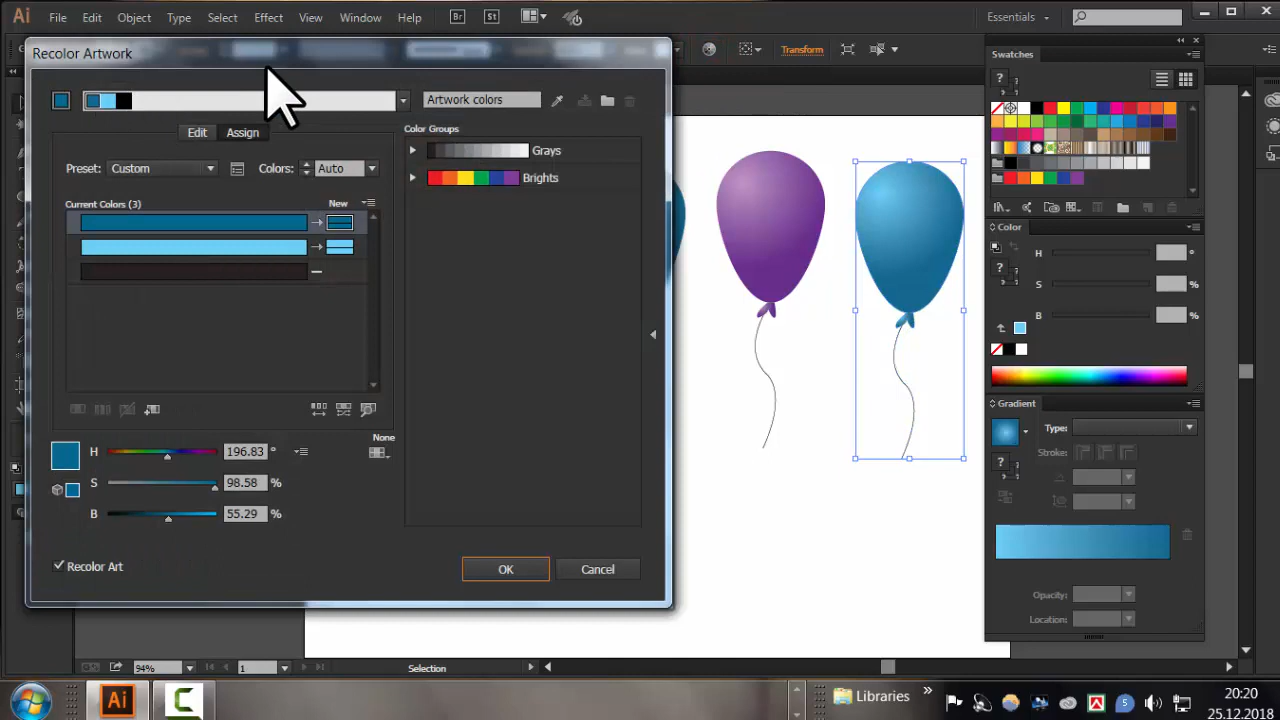 Ai File Edit Object Type Select Effect View Window Help Br St Essentials
Recolor Artwork
Transform
Swatches
Artwork colors
Color Groups
Edit Assign
Grays
Preset: Custom Colors: Auto
Brights
Current Colors (3) New
Color
H °
S %
B %
Gradient
Type:
None
Stroke:
H 196.83 °
S 98.58 %
B 55.29 %
Recolor Art
OK Cancel
Opacity:
Location:
94% 1 Selection
Ai C Libraries » S
20:20
25.12.2018